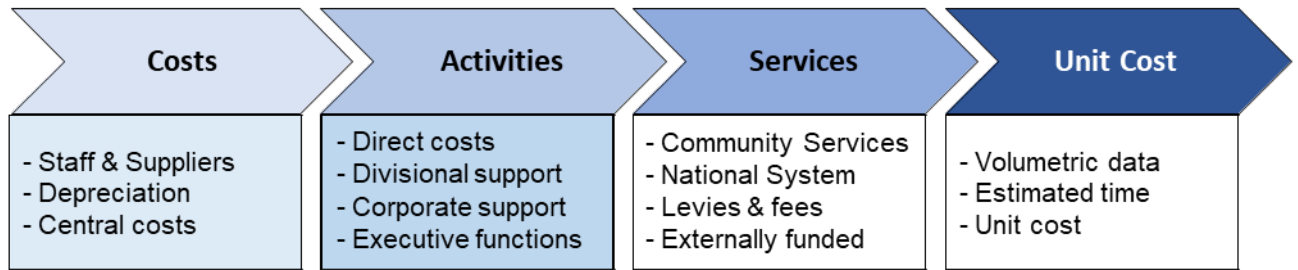 Costs
- Staff & Suppliers
- Depreciation
- Central costs
Activities
- Direct costs
- Divisional support
- Corporate support
- Executive functions
Services
- Community Services
- National System
- Levies & fees
- Externally funded
Unit Cost
- Volumetric data
- Estimated time
- Unit cost